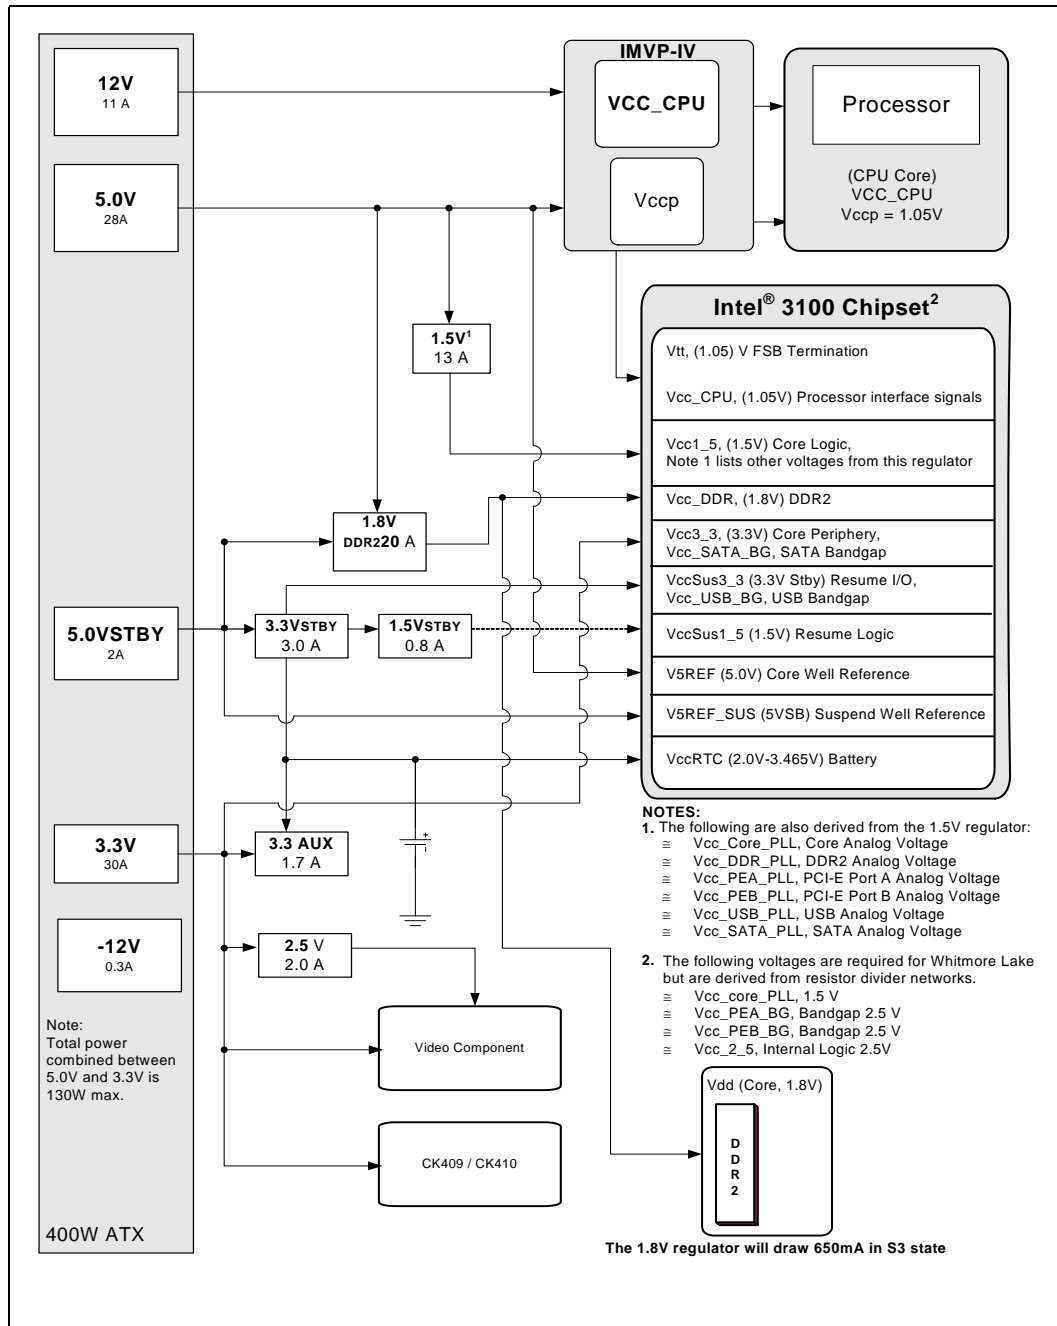 12V
11 A
5.0V
28A
5.0VSTBY
2A
3.3V
30A
-12V
0.3A
Note:
Total power
combined between
5.0V and 3.3V is
130W max.
400W ATX
IMVP-IV
VCC_CPU
Vccp
Processor
(CPU Core)
VCC_CPU
Vccp = 1.05V
1.5V¹
13 A
1.8V
DDR220 A
3.3VSTBY
3.0 A
1.5VSTBY
0.8 A
3.3 AUX
1.7 A
+
-
2.5 V
2.0 A
Video Component
CK409 / CK410
Intel® 3100 Chipset²
Vtt, (1.05) V FSB Termination
Vcc_CPU, (1.05V) Processor interface signals
Vcc1_5, (1.5V) Core Logic,
Note 1 lists other voltages from this regulator
Vcc_DDR, (1.8V) DDR2
Vcc3_3, (3.3V) Core Periphery,
Vcc_SATA_BG, SATA Bandgap
VccSus3_3 (3.3V Stby) Resume I/O,
Vcc_USB_BG, USB Bandgap
VccSus1_5 (1.5V) Resume Logic
V5REF (5.0V) Core Well Reference
V5REF_SUS (5VSB) Suspend Well Reference
VccRTC (2.0V-3.465V) Battery
NOTES:
1. The following are also derived from the 1.5V regulator:
≅ Vcc_Core_PLL, Core Analog Voltage
≅ Vcc_DDR_PLL, DDR2 Analog Voltage
≅ Vcc_PEA_PLL, PCI-E Port A Analog Voltage
≅ Vcc_PEB_PLL, PCI-E Port B Analog Voltage
≅ Vcc_USB_PLL, USB Analog Voltage
≅ Vcc_SATA_PLL, SATA Analog Voltage
2. The following voltages are required for Whitmore Lake
but are derived from resistor divider networks.
≅ Vcc_core_PLL, 1.5 V
≅ Vcc_PEA_BG, Bandgap 2.5 V
≅ Vcc_PEB_BG, Bandgap 2.5 V
≅ Vcc_2_5, Internal Logic 2.5V
Vdd (Core, 1.8V)
D
D
R
2
The 1.8V regulator will draw 650mA in S3 state